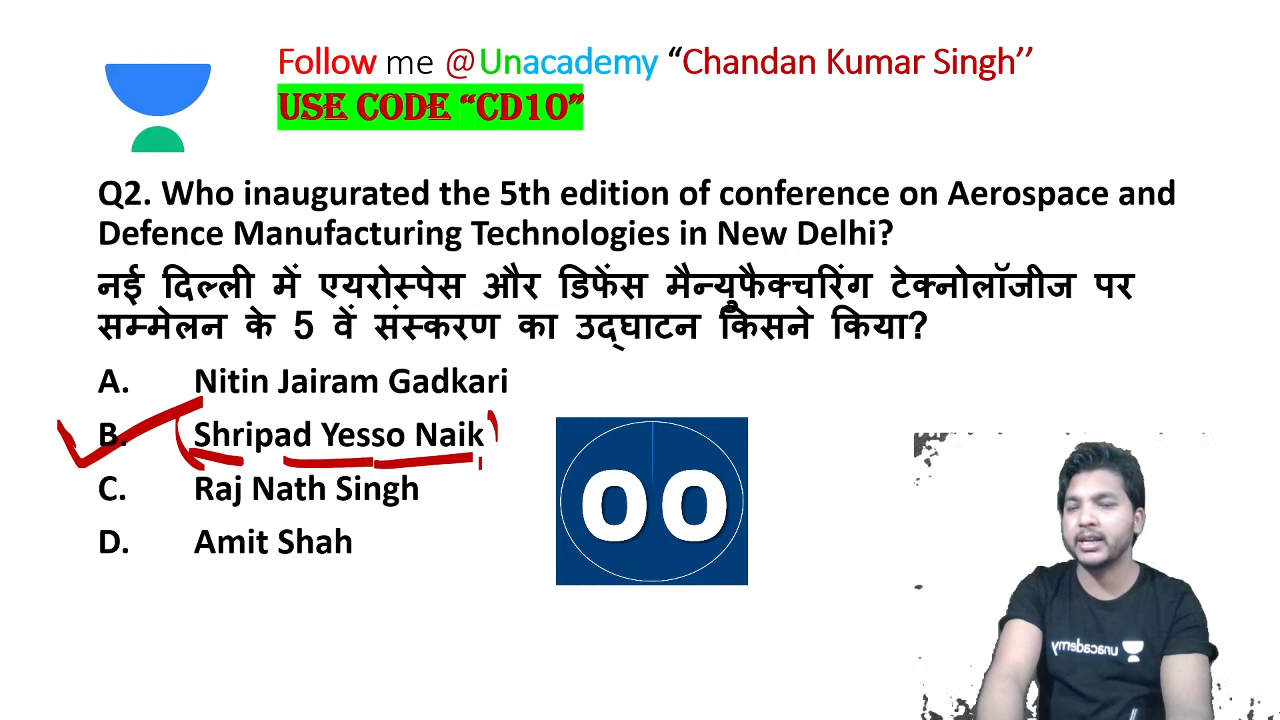 Follow me @Unacademy “Chandan Kumar Singh’’
USE CODE “CD10”
Q2. Who inaugurated the 5th edition of conference on Aerospace and
Defence Manufacturing Technologies in New Delhi?
नई दिल्ली में एयरोस्पेस और डिफेंस मैन्युफैक्चरिंग टेक्नोलॉजीज पर
सम्मेलन के 5 वें संस्करण का उद्घाटन किसने किया?
A. Nitin Jairam Gadkari
B. Shripad Yesso Naik
C. Raj Nath Singh
D. Amit Shah
00
unacademy